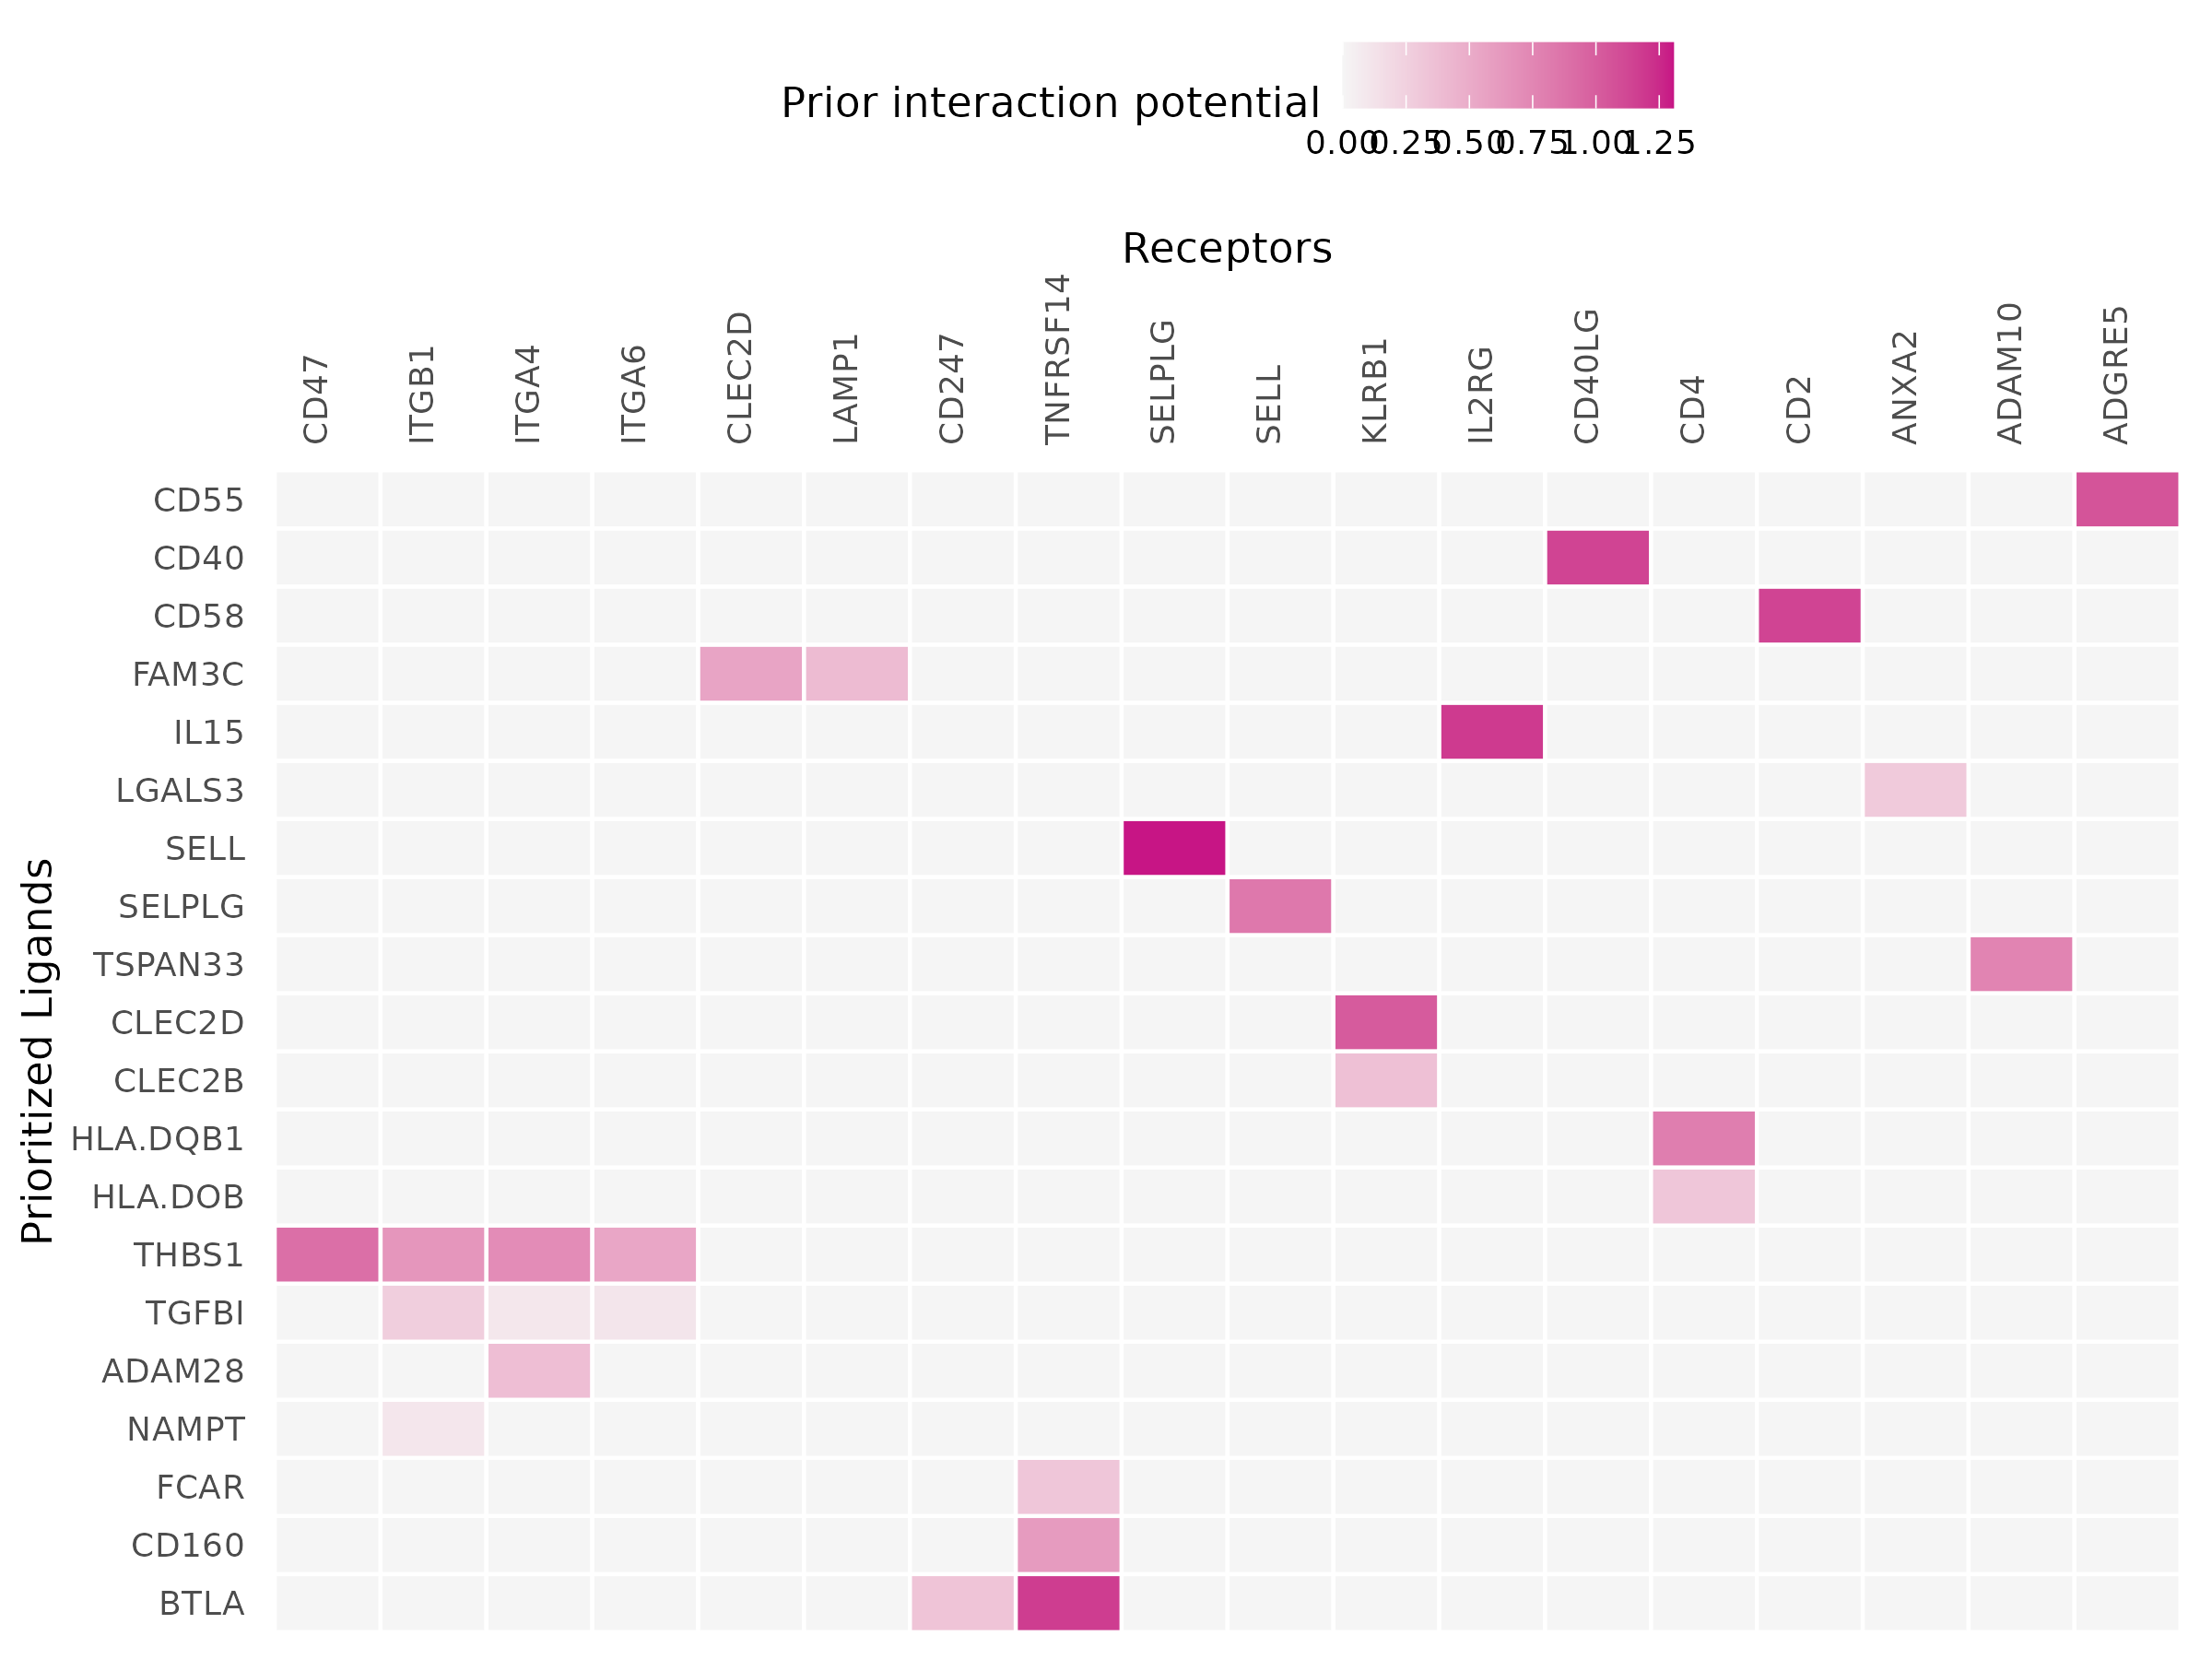 Prior interaction potential
0.00 0.25 0.50 0.75 1.00 1.25
Receptors
CD47 ITGB1 ITGA4 ITGA6 CLEC2D LAMP1 CD247 TNFRSF14 SELPLG SELL KLRB1 IL2RG CD40LG CD4 CD2 ANXA2 ADAM10 ADGRE5
Prioritized Ligands
CD55
CD40
CD58
FAM3C
IL15
LGALS3
SELL
SELPLG
TSPAN33
CLEC2D
CLEC2B
HLA.DQB1
HLA.DOB
THBS1
TGFBI
ADAM28
NAMPT
FCAR
CD160
BTLA